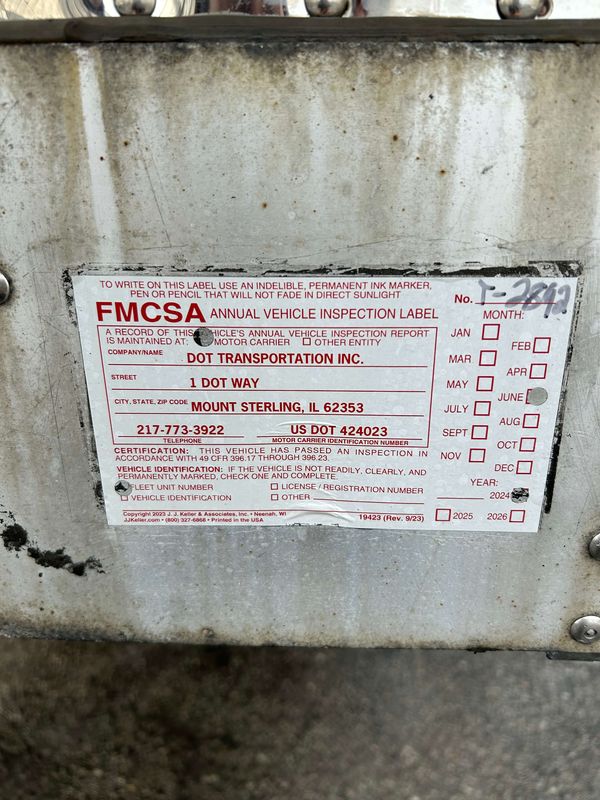 TO WRITE ON THIS LABEL USE AN INDELIBLE, PERMANENT INK MARKER,
PEN OR PENCIL THAT WILL NOT FADE IN DIRECT SUNLIGHT
FMCSA ANNUAL VEHICLE INSPECTION LABEL
No. T-2892
A RECORD OF THIS VEHICLE'S ANNUAL VEHICLE INSPECTION REPORT
IS MAINTAINED AT: MOTOR CARRIER OTHER ENTITY
COMPANY/NAME DOT TRANSPORTATION INC.
STREET 1 DOT WAY
CITY, STATE, ZIP CODE MOUNT STERLING, IL 62353
217-773-3922 US DOT 424023
TELEPHONE MOTOR CARRIER IDENTIFICATION NUMBER
CERTIFICATION: THIS VEHICLE HAS PASSED AN INSPECTION IN
ACCORDANCE WITH 49 CFR 396.17 THROUGH 396.23.
VEHICLE IDENTIFICATION: IF THE VEHICLE IS NOT READILY, CLEARLY, AND
PERMANENTLY MARKED, CHECK ONE AND COMPLETE.
FLEET UNIT NUMBER LICENSE / REGISTRATION NUMBER
VEHICLE IDENTIFICATION OTHER
Copyright 2023 J. J. Keller & Associates, Inc. • Neenah, WI
JJKeller.com • (800) 327-6868 • Printed in the USA
19423 (Rev. 9/23)
MONTH:
JAN FEB
MAR APR
MAY JUNE
JULY AUG
SEPT OCT
NOV DEC
YEAR:
2024
2025 2026